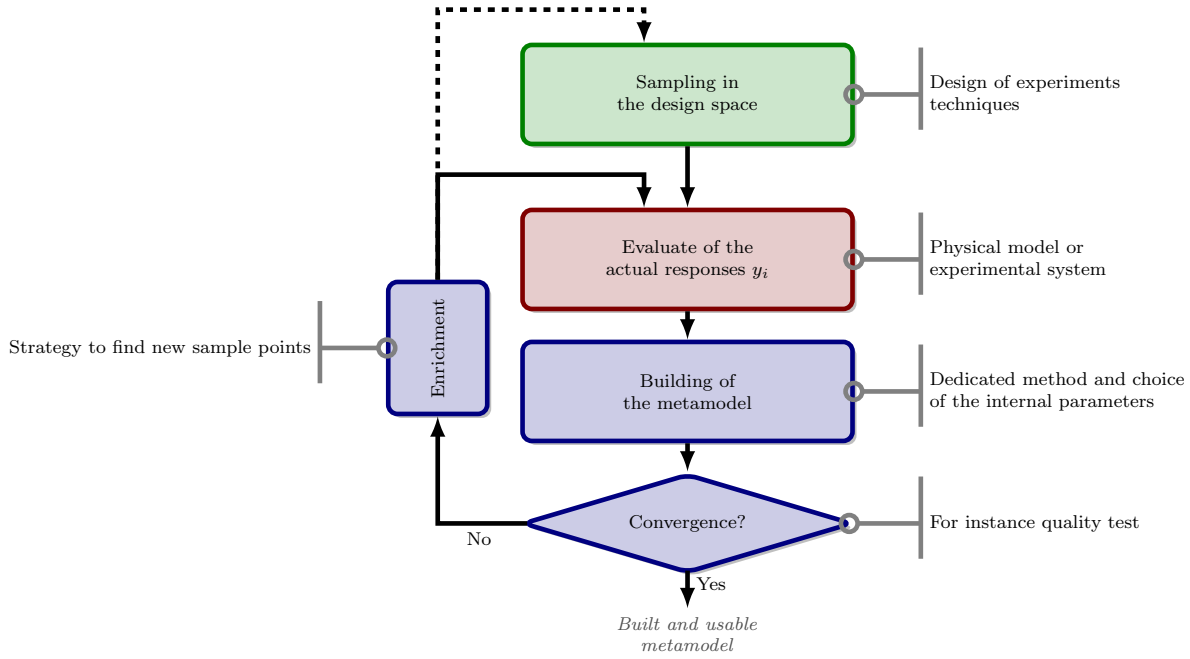 Sampling in
the design space
Design of experiments
techniques
Evaluate of the
actual responses $y_i$
Physical model or
experimental system
Strategy to find new sample points
Enrichment
Building of
the metamodel
Dedicated method and choice
of the internal parameters
Convergence?
For instance quality test
No
Yes
Built and usable
metamodel